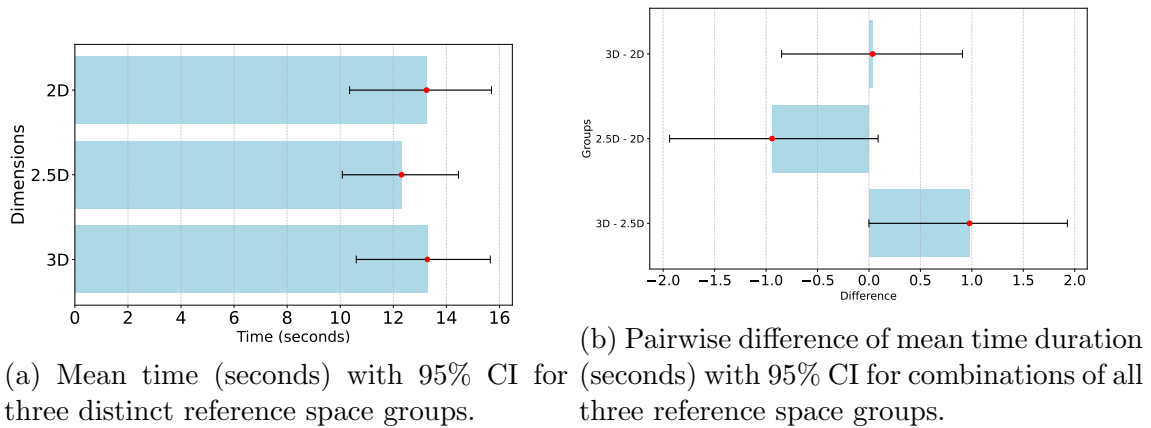 2D
2.5D
3D
Dimensions
0 2 4 6 8 10 12 14 16
Time (seconds)
(a) Mean time (seconds) with 95% CI for
three distinct reference space groups.
3D - 2D
2.5D - 2D
3D - 2.5D
Groups
−2.0 −1.5 −1.0 −0.5 0.0 0.5 1.0 1.5 2.0
Difference
(b) Pairwise difference of mean time duration
(seconds) with 95% CI for combinations of all
three reference space groups.